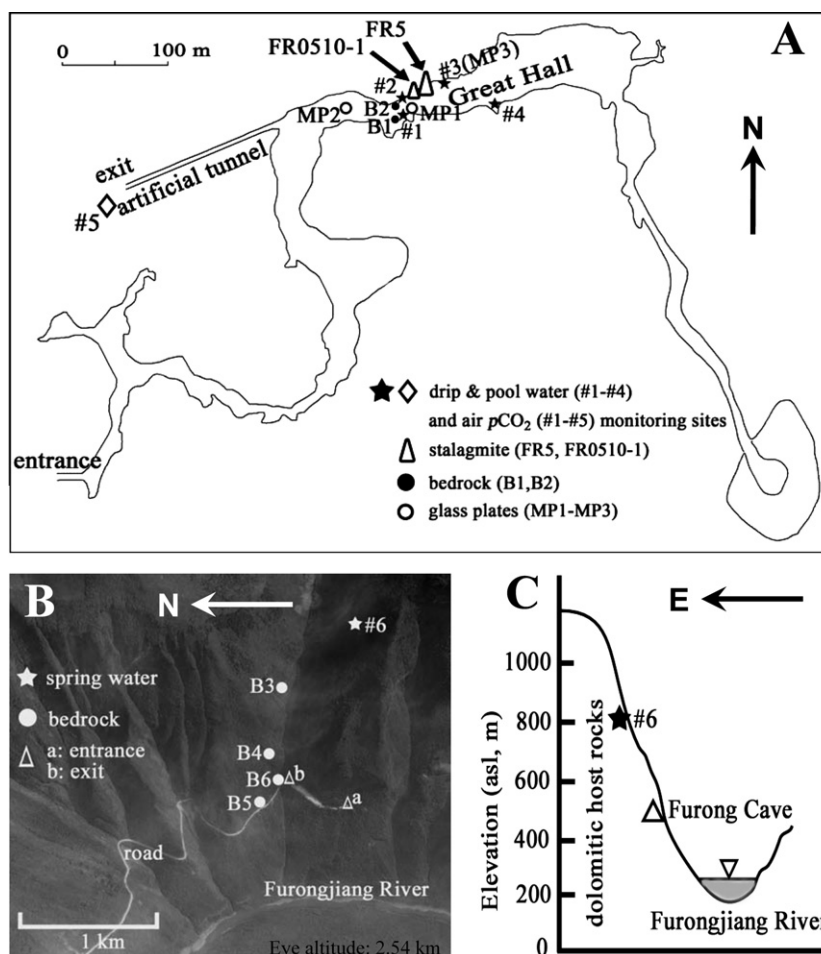 A
0 100 m
FR5
FR0510-1
#3(MP3)
#2
Great Hall
B2
MP2
MP1
B1
#1
#4
N
exit
artificial tunnel
#5
drip & pool water (#1-#4)
and air pCO2 (#1-#5) monitoring sites
stalagmite (FR5, FR0510-1)
entrance
bedrock (B1,B2)
glass plates (MP1-MP3)
B
N
#6
spring water
B3
bedrock
a: entrance
b: exit
B4
B6
b
B5
a
road
Furongjiang River
1 km
Eye altitude: 2.54 km
C
E
Elevation (asl, m)
1000
800
600
400
200
0
dolomitic host rocks
#6
Furong Cave
Furongjiang River